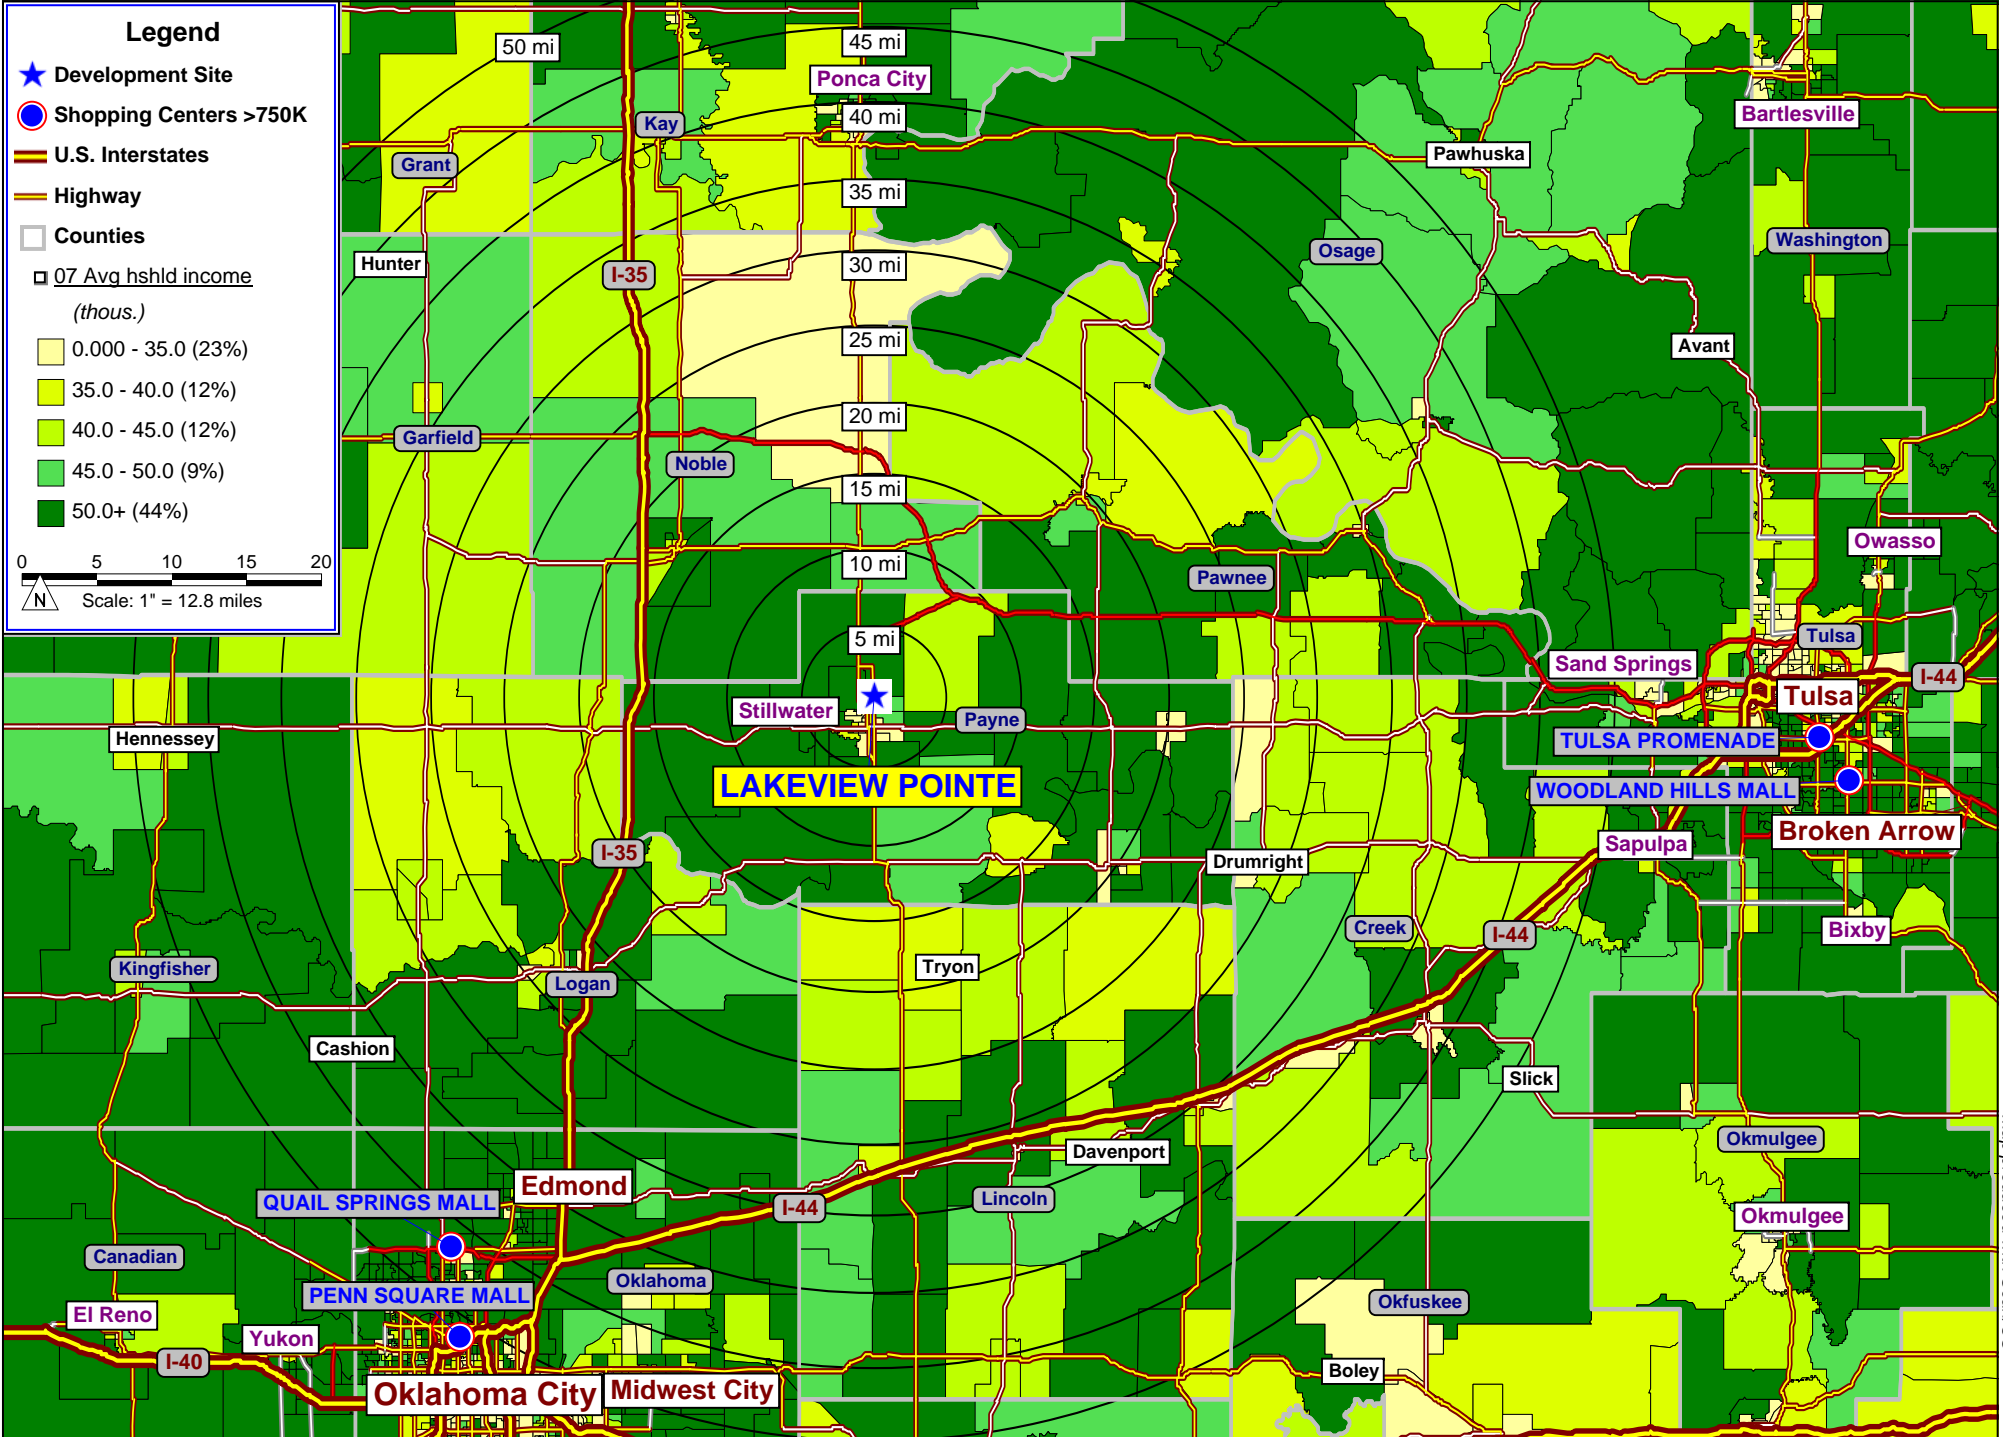 Legend
Development Site
Shopping Centers >750K
U.S. Interstates
Highway
Counties
07 Avg hshld income
(thous.)
0.000 - 35.0 (23%)
35.0 - 40.0 (12%)
40.0 - 45.0 (12%)
45.0 - 50.0 (9%)
50.0+ (44%)
0 5 10 15 20
N
Scale: 1" = 12.8 miles
50 mi
45 mi
Ponca City
40 mi
Kay
Grant
Bartlesville
Pawhuska
35 mi
Osage
Washington
Hunter
I-35
30 mi
25 mi
Avant
20 mi
Garfield
Noble
15 mi
Owasso
10 mi
Pawnee
5 mi
Tulsa
Sand Springs
I-44
Tulsa
Stillwater
Payne
Hennessey
TULSA PROMENADE
LAKEVIEW POINTE
WOODLAND HILLS MALL
Broken Arrow
Sapulpa
I-35
Drumright
Creek
I-44
Bixby
Kingfisher
Tryon
Logan
Cashion
Slick
Okmulgee
Davenport
Edmond
QUAIL SPRINGS MALL
Lincoln
I-44
Okmulgee
Canadian
Oklahoma
PENN SQUARE MALL
Okfuskee
El Reno
Yukon
I-40
Boley
Oklahoma City
Midwest City